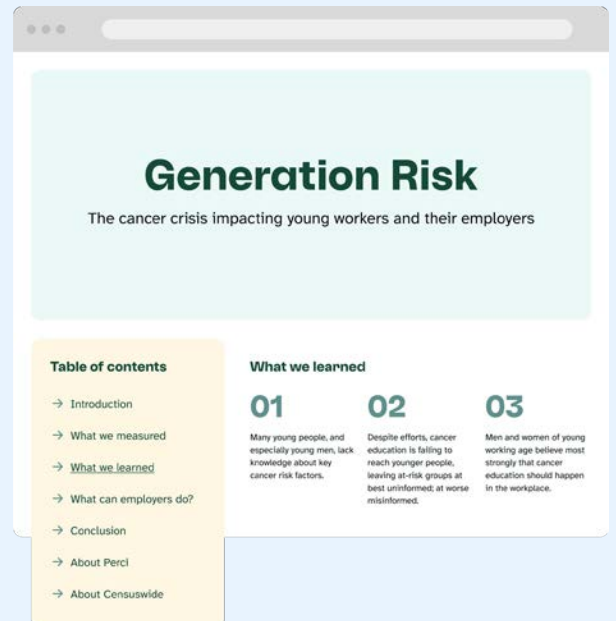 Generation Risk
The cancer crisis impacting young workers and their employers
Table of contents
→ Introduction
→ What we measured
→ What we learned
→ What can employers do?
→ Conclusion
→ About Perci
→ About Censuswide
What we learned
01
Many young people, and
especially young men, lack
knowledge about key
cancer risk factors.
02
Despite efforts, cancer
education is failing to
reach younger people,
leaving at-risk groups at
best uninformed; at worse
misinformed.
03
Men and women of young
working age believe most
strongly that cancer
education should happen
in the workplace.